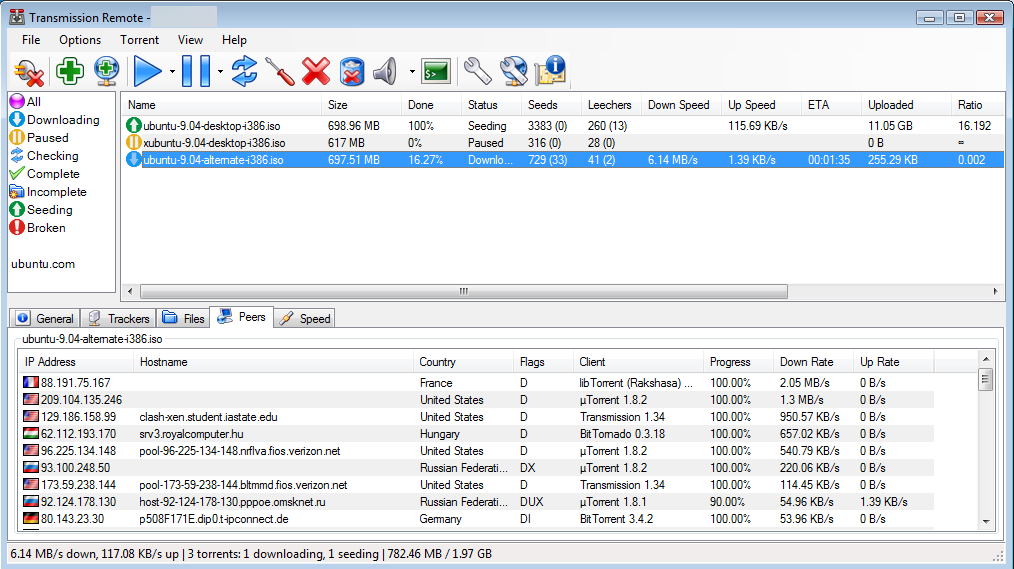 Transmission Remote -
File Options Torrent View Help
All
Downloading
Paused
Checking
Complete
Incomplete
Seeding
Broken
ubuntu.com
Name Size Done Status Seeds Leechers Down Speed Up Speed ETA Uploaded Ratio
ubuntu-9.04-desktop-i386.iso 698.96 MB 100% Seeding 3383 (0) 260 (13) 115.69 KB/s 11.05 GB 16.192
xubuntu-9.04-desktop-i386.iso 617 MB 0% Paused 316 (0) 28 (0) 0 B ∞
ubuntu-9.04-alternate-i386.iso 697.51 MB 16.27% Downlo... 729 (33) 41 (2) 6.14 MB/s 1.39 KB/s 00:01:35 255.29 KB 0.002
General Trackers Files Peers Speed
ubuntu-9.04-alternate-i386.iso
IP Address Hostname Country Flags Client Progress Down Rate Up Rate
88.191.75.167 France D libTorrent (Rakshasa) ... 100.00% 2.05 MB/s 0 B/s
209.104.135.246 United States D µTorrent 1.8.2 100.00% 1.3 MB/s 0 B/s
129.186.158.99 clash-xen.student.iastate.edu United States D Transmission 1.34 100.00% 950.57 KB/s 0 B/s
62.112.193.170 srv3.royalcomputer.hu Hungary D BitTornado 0.3.18 100.00% 657.02 KB/s 0 B/s
96.225.134.148 pool-96-225-134-148.nrflva.fios.verizon.net United States D µTorrent 1.8.2 100.00% 540.79 KB/s 0 B/s
93.100.248.50 Russian Federati... DX µTorrent 1.8.2 100.00% 220.06 KB/s 0 B/s
173.59.238.144 pool-173-59-238-144.bltmmd.fios.verizon.net United States D Transmission 1.34 100.00% 114.45 KB/s 0 B/s
92.124.178.130 host-92-124-178-130.pppoe.omsknet.ru Russian Federati... DUX µTorrent 1.8.1 90.00% 54.96 KB/s 1.39 KB/s
80.143.23.30 p508F171E.dip0.t-ipconnect.de Germany DI BitTorrent 3.4.2 100.00% 53.96 KB/s 0 B/s
6.14 MB/s down, 117.08 KB/s up | 3 torrents: 1 downloading, 1 seeding | 782.46 MB / 1.97 GB